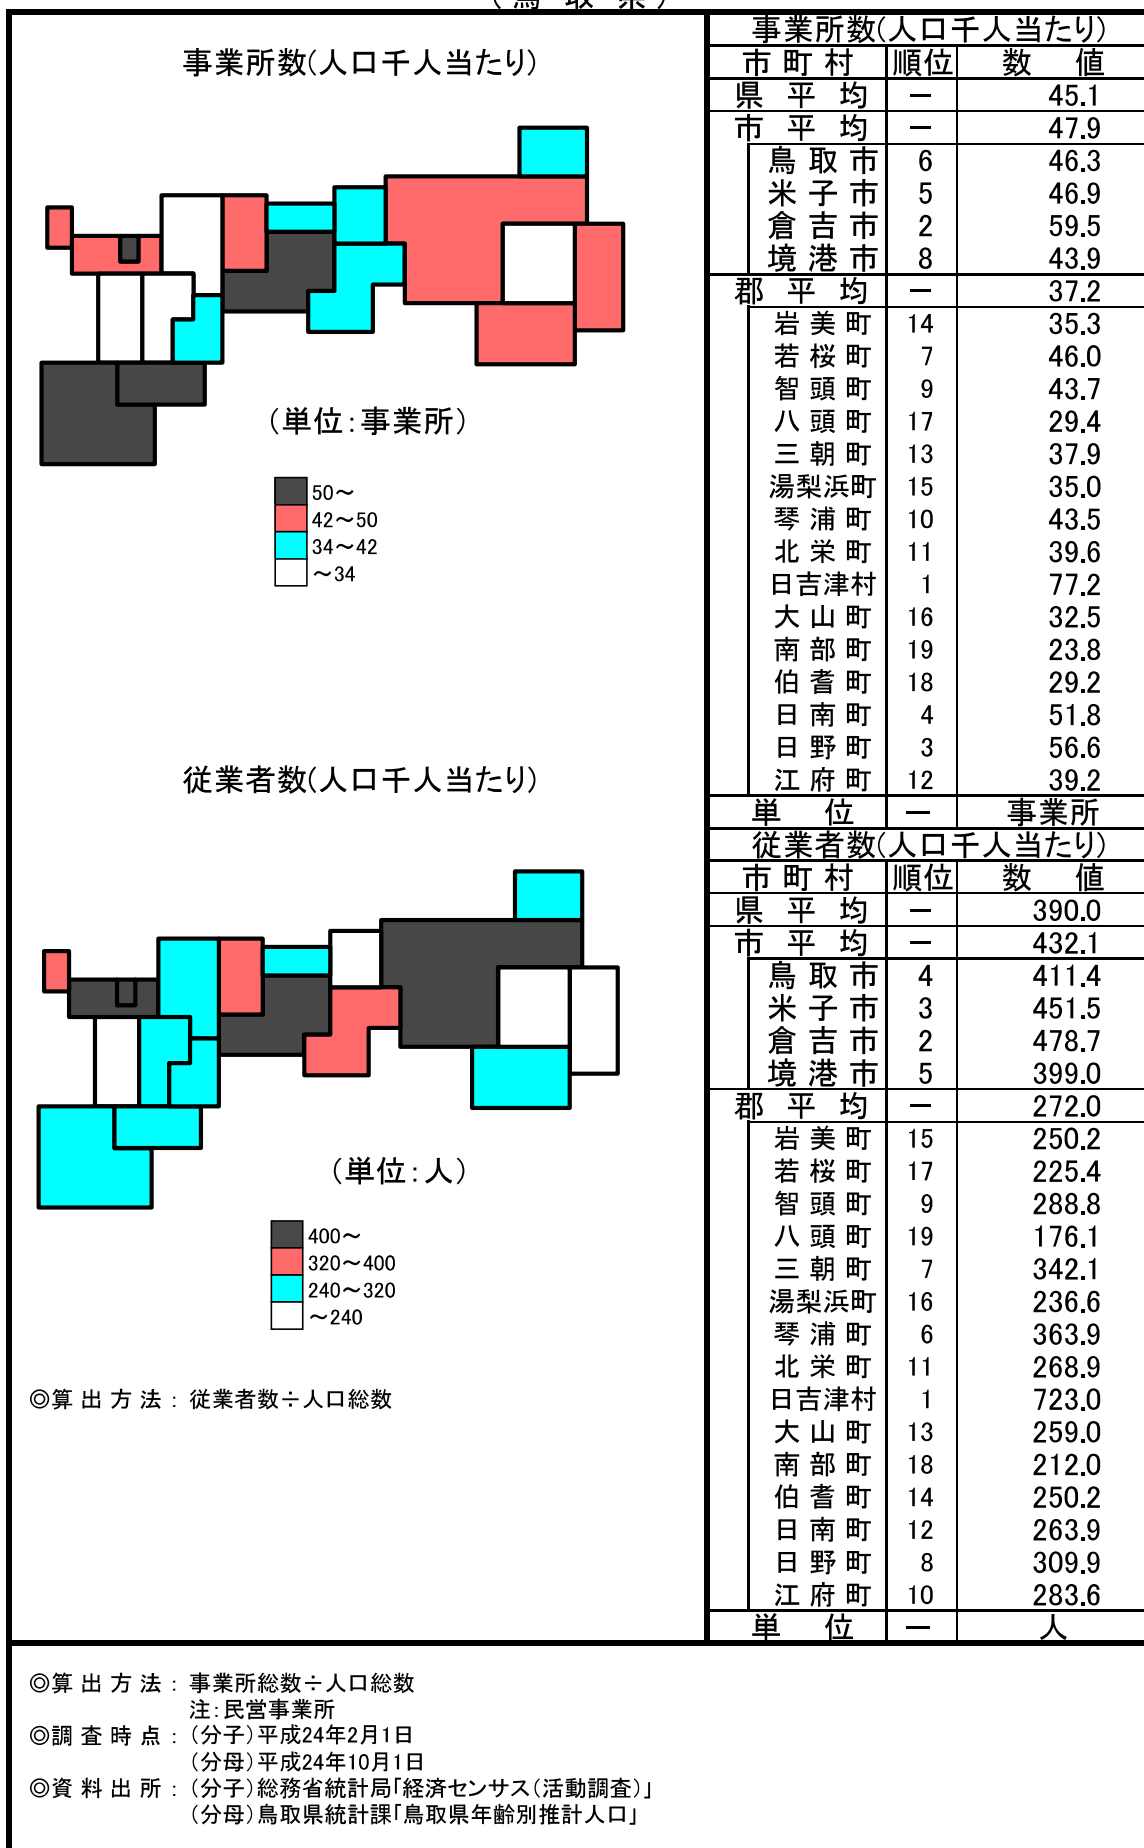 (鳥取県)
事業所数(人口千人当たり)
(単位:事業所)
50～
42～50
34～42
～34
従業者数(人口千人当たり)
(単位:人)
400～
320～400
240～320
～240
◎算出方法：従業者数÷人口総数
事業所数(人口千人当たり)
市町村 順位 数値
県平均 － 45.1
市平均 － 47.9
鳥取市 6 46.3
米子市 5 46.9
倉吉市 2 59.5
境港市 8 43.9
郡平均 － 37.2
岩美町 14 35.3
若桜町 7 46.0
智頭町 9 43.7
八頭町 17 29.4
三朝町 13 37.9
湯梨浜町 15 35.0
琴浦町 10 43.5
北栄町 11 39.6
日吉津村 1 77.2
大山町 16 32.5
南部町 19 23.8
伯耆町 18 29.2
日南町 4 51.8
日野町 3 56.6
江府町 12 39.2
単位 － 事業所
従業者数(人口千人当たり)
市町村 順位 数値
県平均 － 390.0
市平均 － 432.1
鳥取市 4 411.4
米子市 3 451.5
倉吉市 2 478.7
境港市 5 399.0
郡平均 － 272.0
岩美町 15 250.2
若桜町 17 225.4
智頭町 9 288.8
八頭町 19 176.1
三朝町 7 342.1
湯梨浜町 16 236.6
琴浦町 6 363.9
北栄町 11 268.9
日吉津村 1 723.0
大山町 13 259.0
南部町 18 212.0
伯耆町 14 250.2
日南町 12 263.9
日野町 8 309.9
江府町 10 283.6
単位 － 人
◎算出方法：事業所総数÷人口総数
注:民営事業所
◎調査時点：(分子)平成24年2月1日
(分母)平成24年10月1日
◎資料出所：(分子)総務省統計局「経済センサス(活動調査)」
(分母)鳥取県統計課「鳥取県年齢別推計人口」